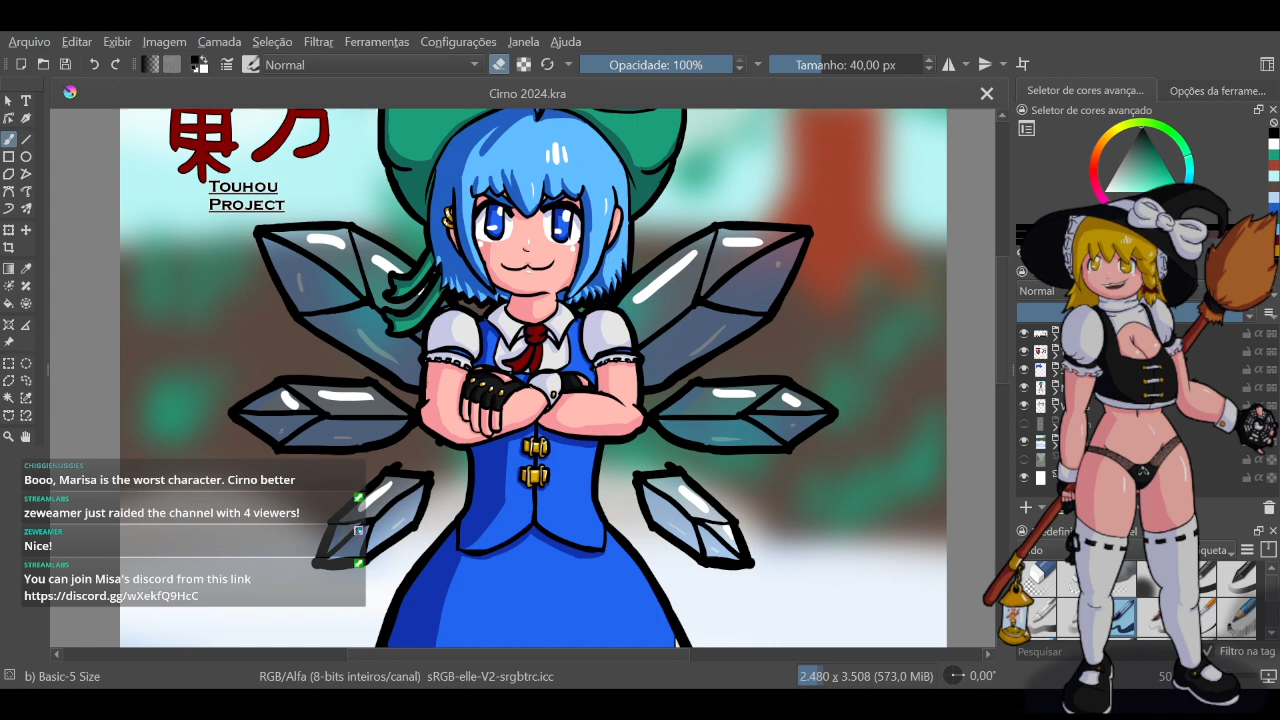 Arquivo Editar Exibir Imagem Camada Seleção Filtrar Ferramentas Configurações Janela Ajuda
Normal Opacidade: 100% Tamanho: 40,00 px
Cirno 2024.kra
Seletor de cores avança... Opções da ferrame...
Seletor de cores avançado
東方
TOUHOU
PROJECT
Normal
CHIGGIENUGGIES
Booo, Marisa is the worst character. Cirno better
STREAMLABS
zeweamer just raided the channel with 4 viewers!
ZEWEAMER
Nice!
STREAMLABS
You can join Misa's discord from this link
https://discord.gg/wXekfQ9HcC
Pesquisar Filtro na tag
b) Basic-5 Size RGB/Alfa (8-bits inteiros/canal) sRGB-elle-V2-srgbtrc.icc 2.480 x 3.508 (573,0 MiB) 0,00°